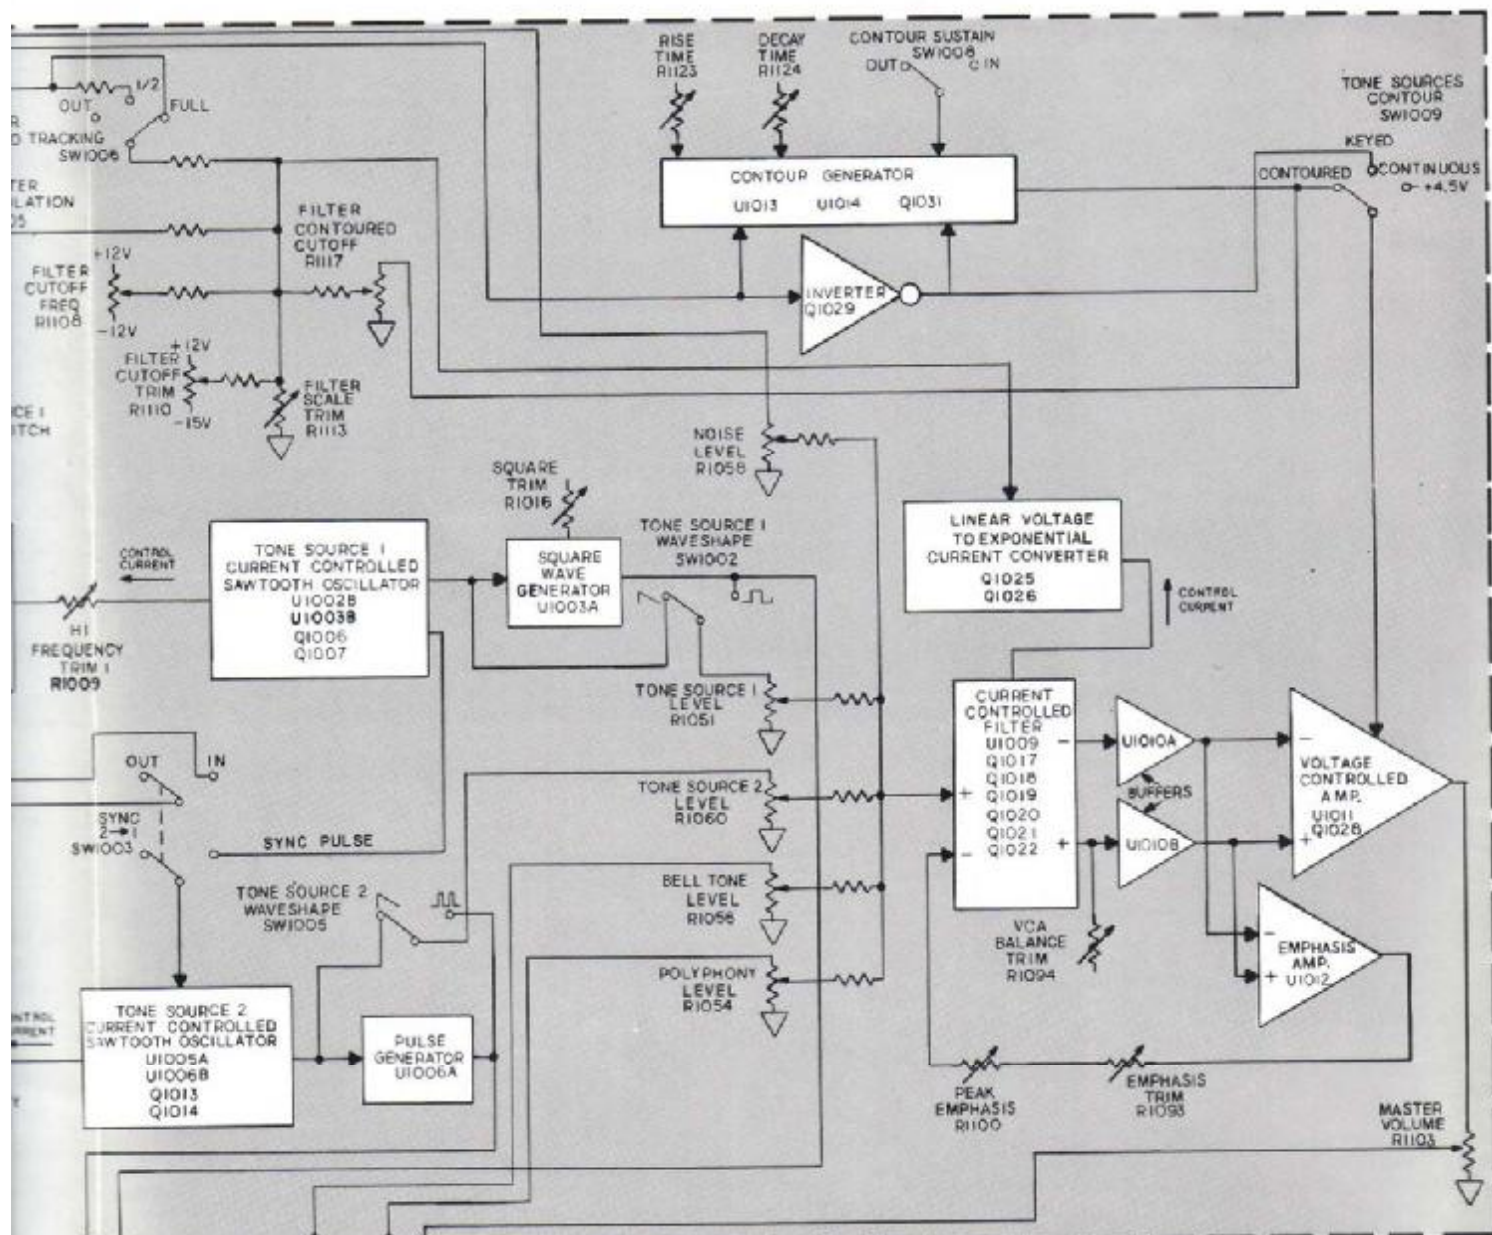 RISE
TIME
R1123
DECAY
TIME
R1124
CONTOUR SUSTAIN
SW1008
OUT
IN
TONE SOURCES
CONTOUR
SW1009
KEYED
CONTINUOUS
+4.5V
CONTOURED
1/2
OUT
FULL
TRACKING
SW1006
CONTOUR GENERATOR
U1013 U1014 Q1031
FILTER
CONTOURED
CUTOFF
R1117
+12V
FILTER
CUTOFF
FREQ
R1108
-12V
INVERTER
Q1029
+12V
FILTER
CUTOFF
TRIM
R1110
-15V
FILTER
SCALE
TRIM
R1113
NOISE
LEVEL
R1058
SQUARE
TRIM
R1016
TONE SOURCE 1
WAVESHAPE
SW1002
LINEAR VOLTAGE
TO EXPONENTIAL
CURRENT CONVERTER
Q1025
Q1026
CONTROL
CURRENT
TONE SOURCE 1
CURRENT CONTROLLED
SAWTOOTH OSCILLATOR
U1002B
U1003B
Q1006
Q1007
SQUARE
WAVE
GENERATOR
U1003A
CONTROL
CURRENT
HI
FREQUENCY
TRIM 1
R1009
TONE SOURCE 1
LEVEL
R1051
CURRENT
CONTROLLED
FILTER
U1009
Q1017
Q1018
Q1019
Q1020
Q1021
Q1022
-
+
+
-
U1010A
BUFFERS
U1010B
-
VOLTAGE
CONTROLLED
AMP.
U1011
Q1028
+
OUT
IN
SYNC
2→1
SW1003
SYNC PULSE
TONE SOURCE 2
LEVEL
R1060
TONE SOURCE 2
WAVESHAPE
SW1005
BELL TONE
LEVEL
R1056
VCA
BALANCE
TRIM
R1094
-
EMPHASIS
AMP.
+ U1012
POLYPHONY
LEVEL
R1054
TONE SOURCE 2
CURRENT CONTROLLED
SAWTOOTH OSCILLATOR
U1005A
U1006B
Q1013
Q1014
PULSE
GENERATOR
U1006A
PEAK
EMPHASIS
R1100
EMPHASIS
TRIM
R1093
MASTER
VOLUME
R1103